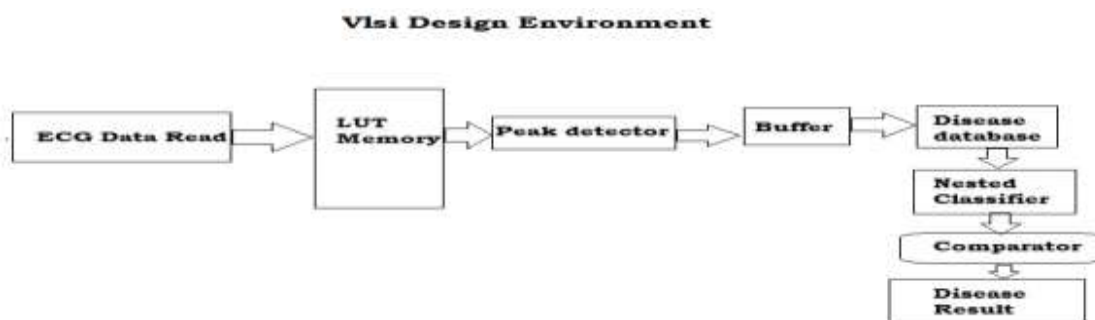 Vlsi Design Environment
ECG Data Read
LUT
Memory
Peak detector
Buffer
Disease
database
Nested
Classifier
Comparator
Disease
Result